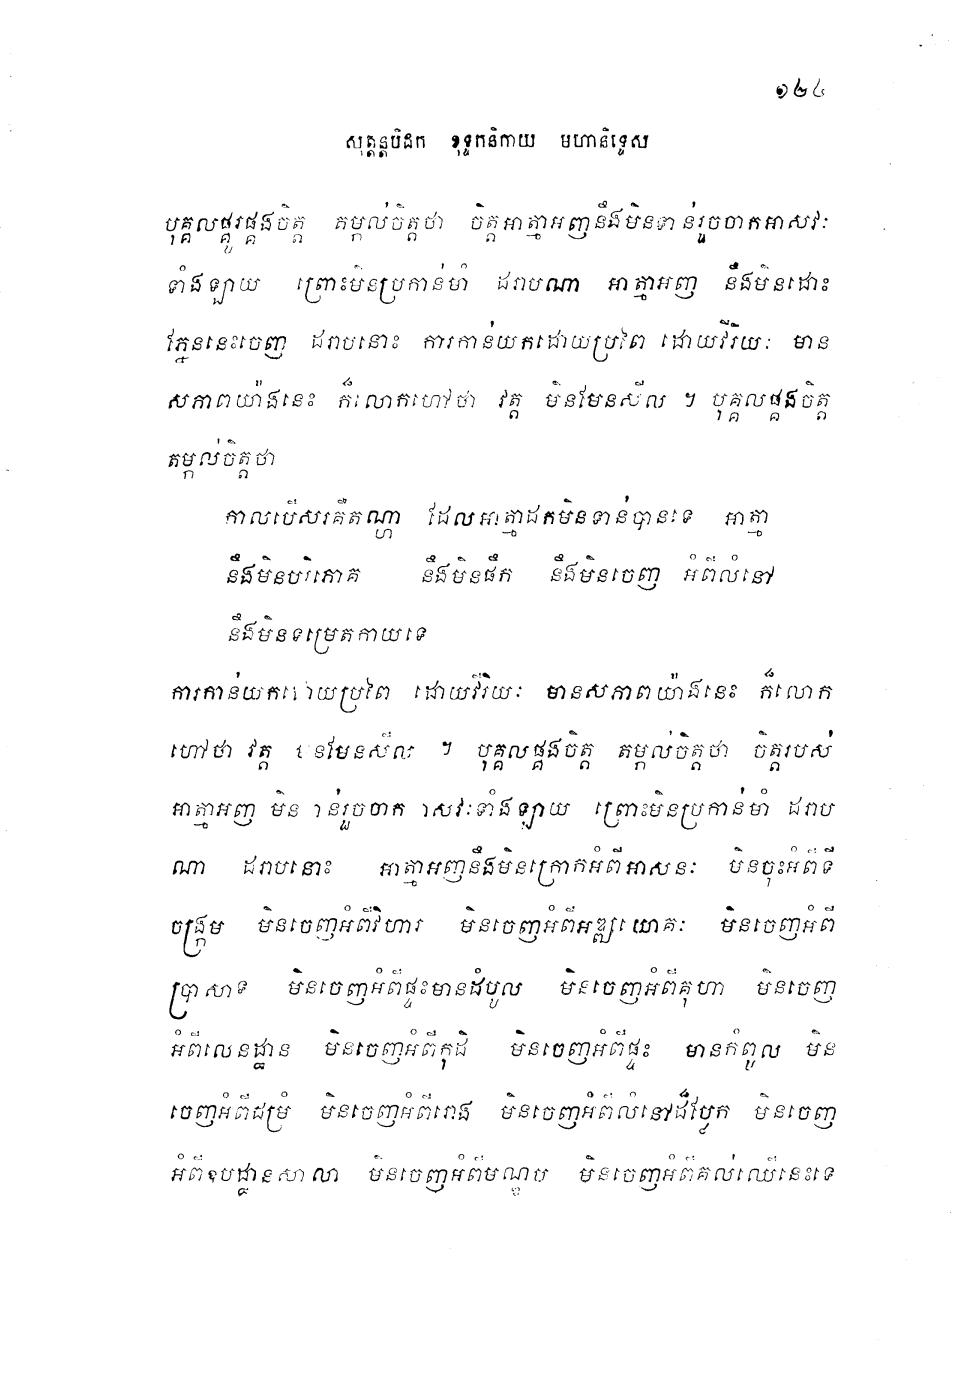 ១២៤
សុត្តន្តបិដក ខុទ្ទកនិកាយ មហានិទ្ទេស
បុគ្គលផ្គូរផ្គងចិត្ត តម្កល់ចិត្តថា ចិត្តអាត្មាអញនឹងមិនទាន់រួចចាកអាសវៈ
ទាំងឡាយ ព្រោះមិនប្រកាន់មាំ ដរាបណា អាត្មាអញ នឹងមិនដោះ
ភ្នែននេះចេញ ដរាបនោះ ការកាន់យកដោយប្រពៃ ដោយវីរិយៈ មាន
សភាពយ៉ាងនេះ ក៏លោកហៅថា វត្ត មិនមែនសីល ។ បុគ្គលផ្គងចិត្ត
តម្កល់ចិត្តថា
កាលបើសរគឺតណ្ហា ដែលអាត្មាដកមិនទាន់បានទេ អាត្មា
នឹងមិនបរិភោគ នឹងមិនផឹក នឹងមិនចេញ អំពីលំនៅ
នឹងមិនទម្រេតកាយទេ
ការកាន់យកដោយប្រពៃ ដោយវីរិយៈ មានសភាពយ៉ាងនេះ ក៏លោក
ហៅថា វត្ត មិនមែនសីល ។ បុគ្គលផ្គងចិត្ត តម្កល់ចិត្តថា ចិត្តរបស់
អាត្មាអញ មិនទាន់រួចចាកអាសវៈទាំងឡាយ ព្រោះមិនប្រកាន់មាំ ដរាប
ណា ដរាបនោះ អាត្មាអញនឹងមិនក្រោកអំពីអាសនៈ មិនចុះអំពីទី
ចង្ក្រម មិនចេញអំពីវិហារ មិនចេញអំពីអឌ្ឍយោគៈ មិនចេញអំពី
ប្រាសាទ មិនចេញអំពីផ្ទះមានដំបូល មិនចេញអំពីគុហា មិនចេញ
អំពីលេនដ្ឋាន មិនចេញអំពីកុដិ មិនចេញអំពីផ្ទះ មានកំពូល មិន
ចេញអំពីជម្រំ មិនចេញអំពីរោង មិនចេញអំពីលំនៅដ៏ប្លែក មិនចេញ
អំពីឧបដ្ឋានសាលា មិនចេញអំពីមណ្ឌប មិនចេញអំពីគល់ឈើនេះទេ